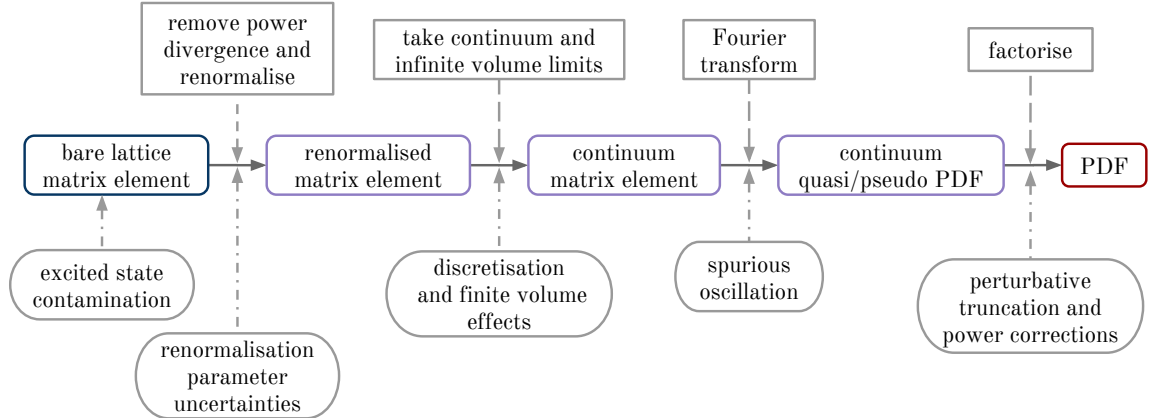 remove power
divergence and
renormalise
take continuum and
infinite volume limits
Fourier
transform
factorise
bare lattice
matrix element
renormalised
matrix element
continuum
matrix element
continuum
quasi/pseudo PDF
PDF
excited state
contamination
renormalisation
parameter
uncertainties
discretisation
and finite volume
effects
spurious
oscillation
perturbative
truncation and
power corrections